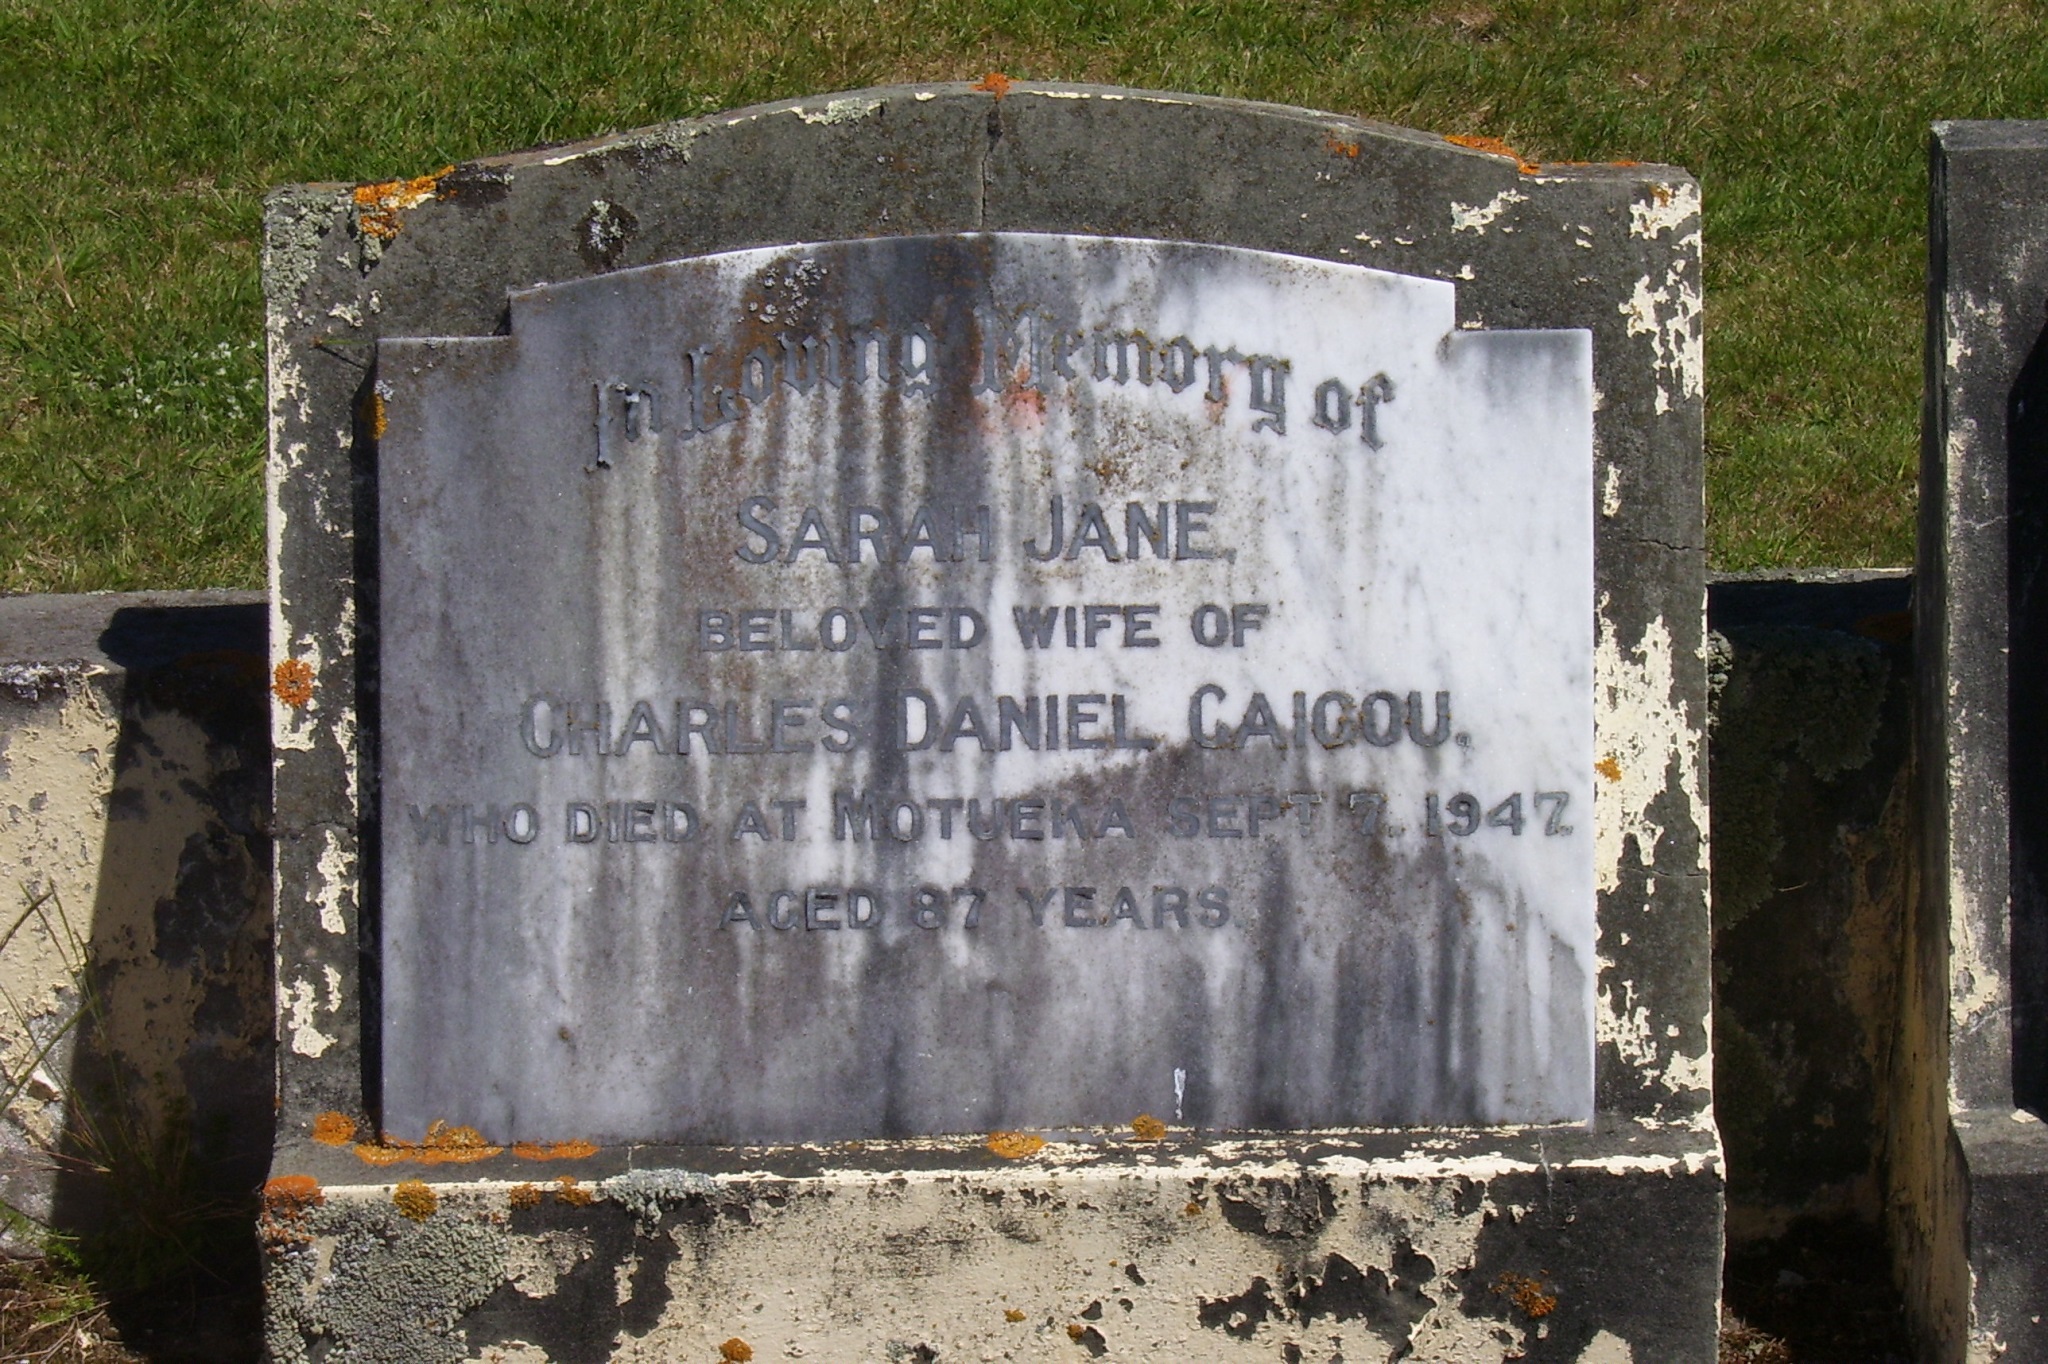 In Loving Memory of
SARAH JANE,
BELOVED WIFE OF
CHARLES DANIEL CAIGOU.
WHO DIED AT MOTUEKA SEPT 7. 1947.
AGED 87 YEARS.